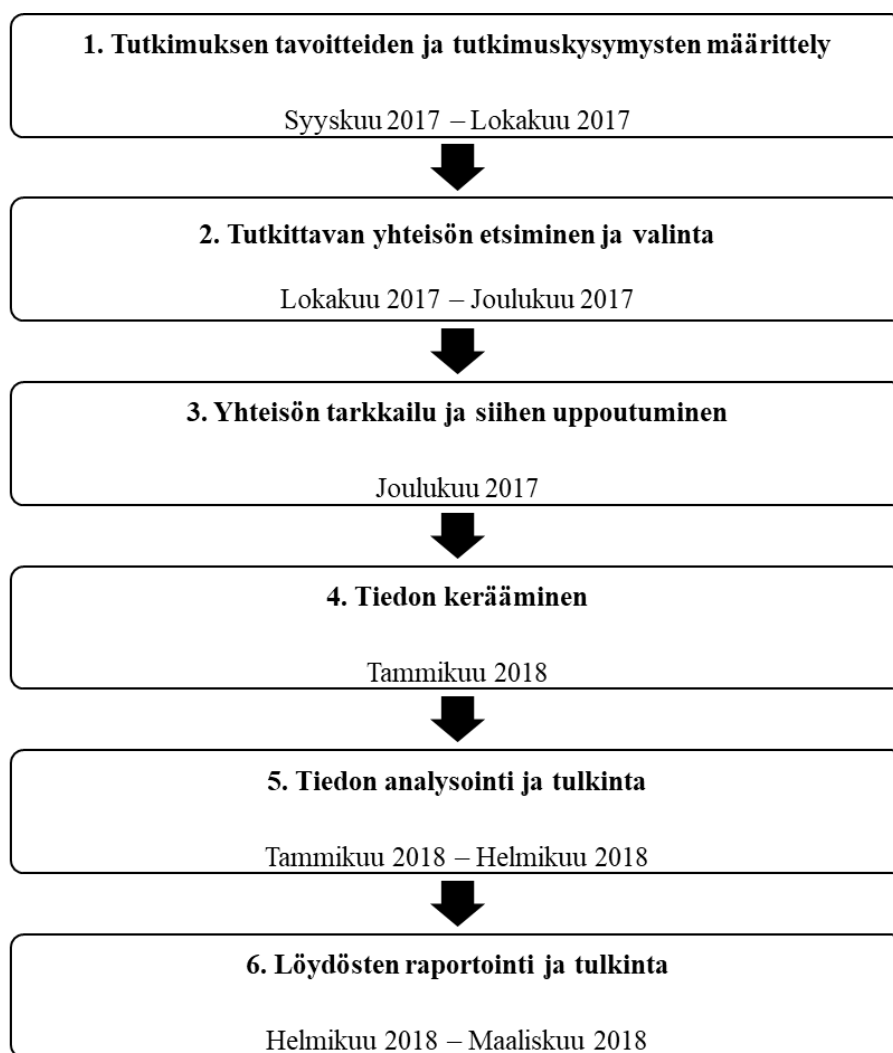 1. Tutkimuksen tavoitteiden ja tutkimuskysymysten määrittely
Syyskuu 2017 – Lokakuu 2017
2. Tutkittavan yhteisön etsiminen ja valinta
Lokakuu 2017 – Joulukuu 2017
3. Yhteisön tarkkailu ja siihen uppoutuminen
Joulukuu 2017
4. Tiedon kerääminen
Tammikuu 2018
5. Tiedon analysointi ja tulkinta
Tammikuu 2018 – Helmikuu 2018
6. Löydösten raportointi ja tulkinta
Helmikuu 2018 – Maaliskuu 2018